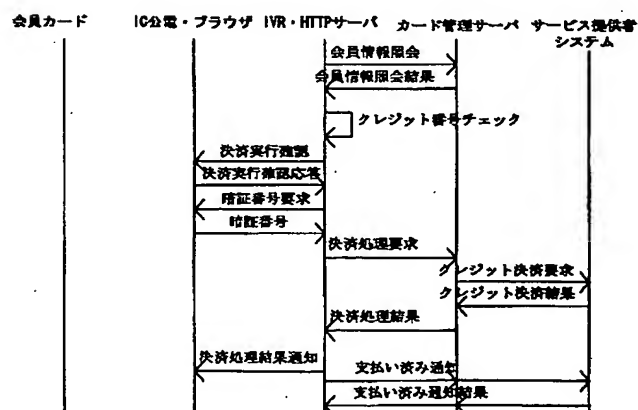 会員カード
IC公電・ブラウザ
IVR・HTTPサーバ
カード管理サーバ
サービス提供者
システム
会員情報照会
会員情報照会結果
クレジット番号チェック
決済実行確認
決済実行確認応答
暗証番号要求
暗証番号
決済処理要求
クレジット決済要求
クレジット決済結果
決済処理結果
決済処理結果通知
支払い済み通知
支払い済み通知結果